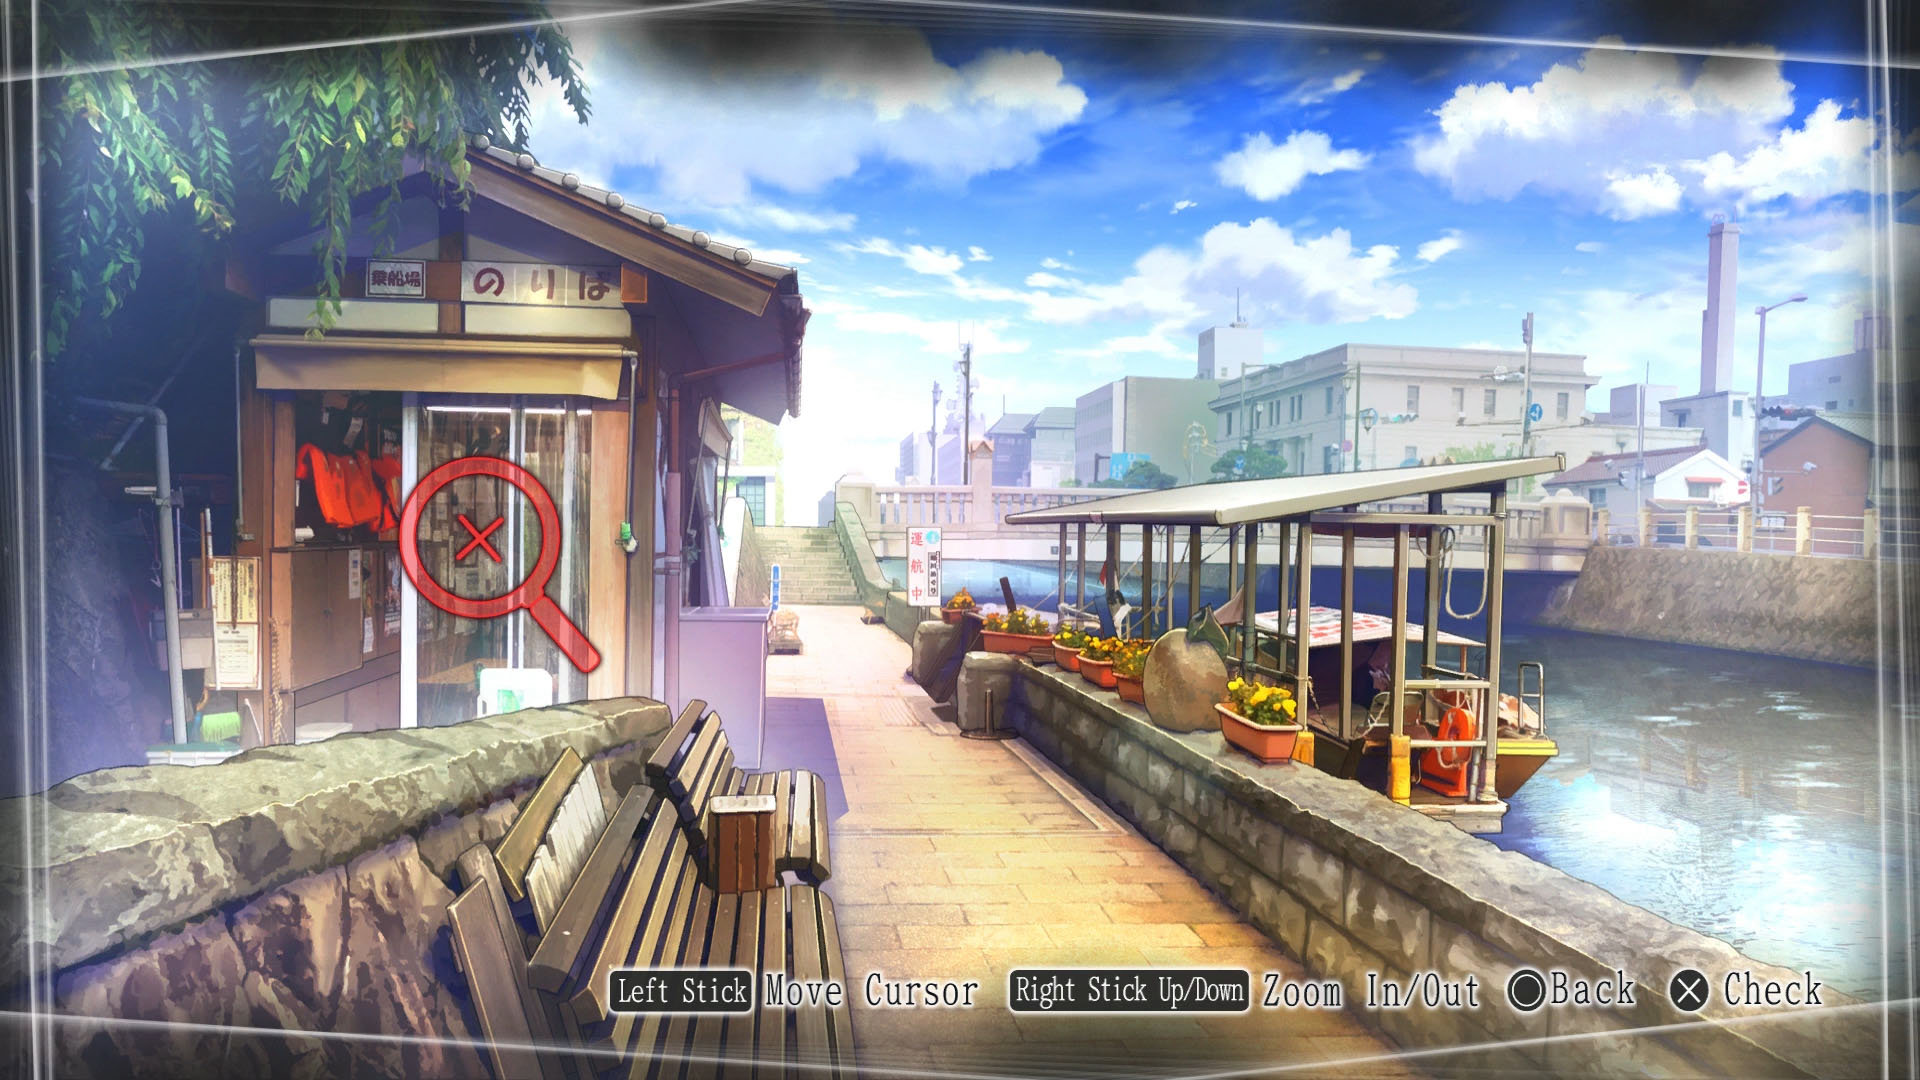 乗船場
のりば
運航中
Left Stick Move Cursor Right Stick Up/Down Zoom In/Out Back Check